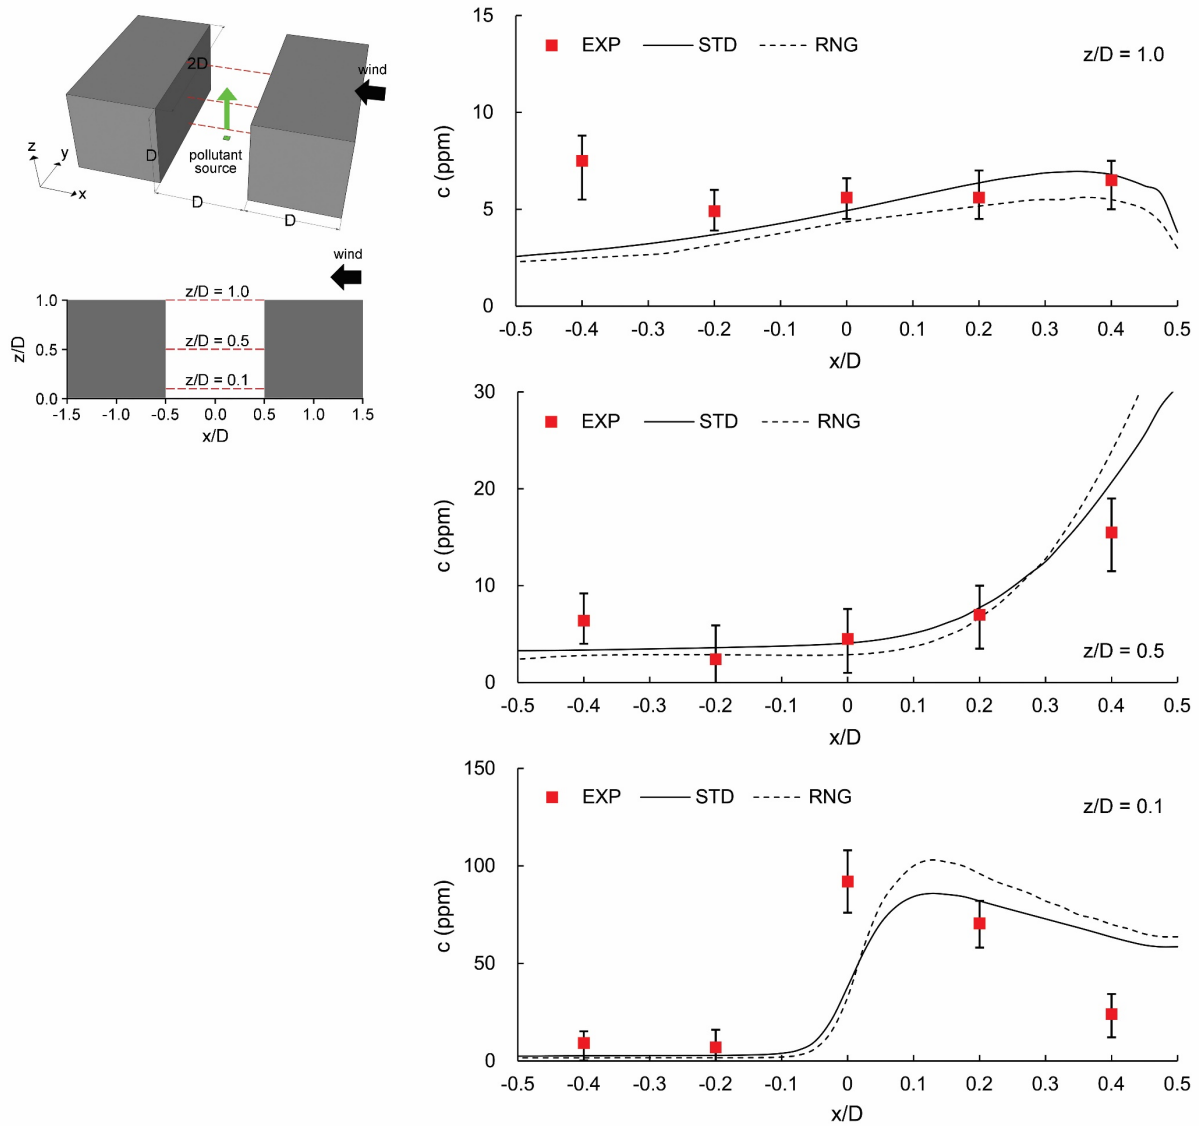 2D
wind
D
pollutant
source
z
y
x
D
D
wind
z/D = 1.0
z/D = 0.5
z/D = 0.1
1.0
0.5
0.0
z/D
-1.5 -1.0 -0.5 0.0 0.5 1.0 1.5
x/D
EXP STD RNG
z/D = 1.0
15
10
5
0
c (ppm)
-0.5 -0.4 -0.3 -0.2 -0.1 0 0.1 0.2 0.3 0.4 0.5
x/D
EXP STD RNG
30
20
10
0
c (ppm)
z/D = 0.5
-0.5 -0.4 -0.3 -0.2 -0.1 0 0.1 0.2 0.3 0.4 0.5
x/D
EXP STD RNG
z/D = 0.1
150
100
50
0
c (ppm)
-0.5 -0.4 -0.3 -0.2 -0.1 0 0.1 0.2 0.3 0.4 0.5
x/D